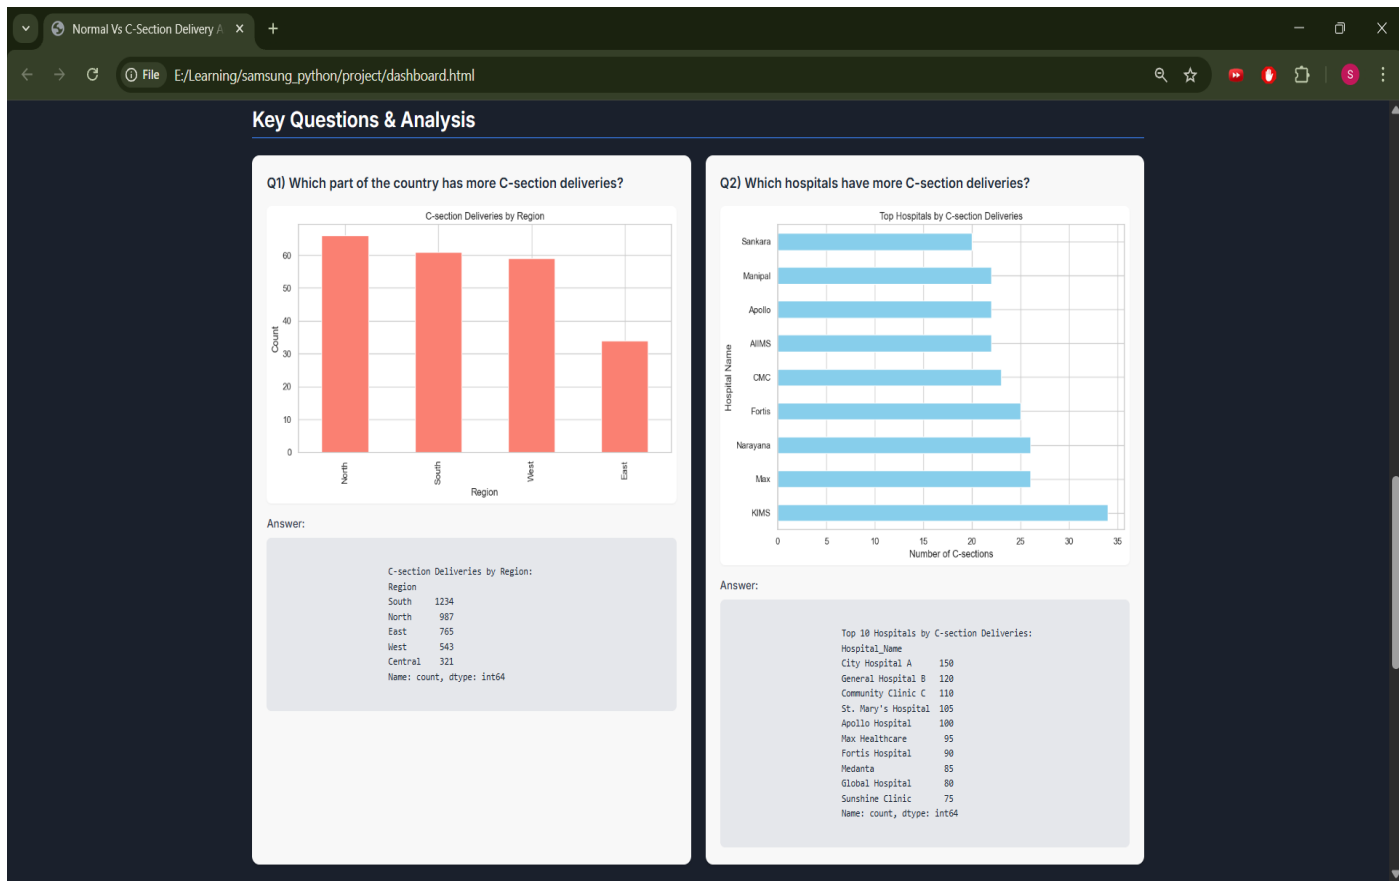 Normal Vs C-Section Delivery A
File E:/Learning/samsung_python/project/dashboard.html
S
Key Questions & Analysis
Q1) Which part of the country has more C-section deliveries?
C-section Deliveries by Region
60
50
40
30
20
10
0
Count
North
South
West
East
Region
Answer:
C-section Deliveries by Region:
Region
South 1234
North 987
East 765
West 543
Central 321
Name: count, dtype: int64
Q2) Which hospitals have more C-section deliveries?
Top Hospitals by C-section Deliveries
Sankara
Manipal
Apollo
AIIMS
CMC
Fortis
Narayana
Max
KIMS
Hospital Name
0 5 10 15 20 25 30 35
Number of C-sections
Answer:
Top 10 Hospitals by C-section Deliveries:
Hospital_Name
City Hospital A 150
General Hospital B 120
Community Clinic C 110
St. Mary's Hospital 105
Apollo Hospital 100
Max Healthcare 95
Fortis Hospital 90
Medanta 85
Global Hospital 80
Sunshine Clinic 75
Name: count, dtype: int64